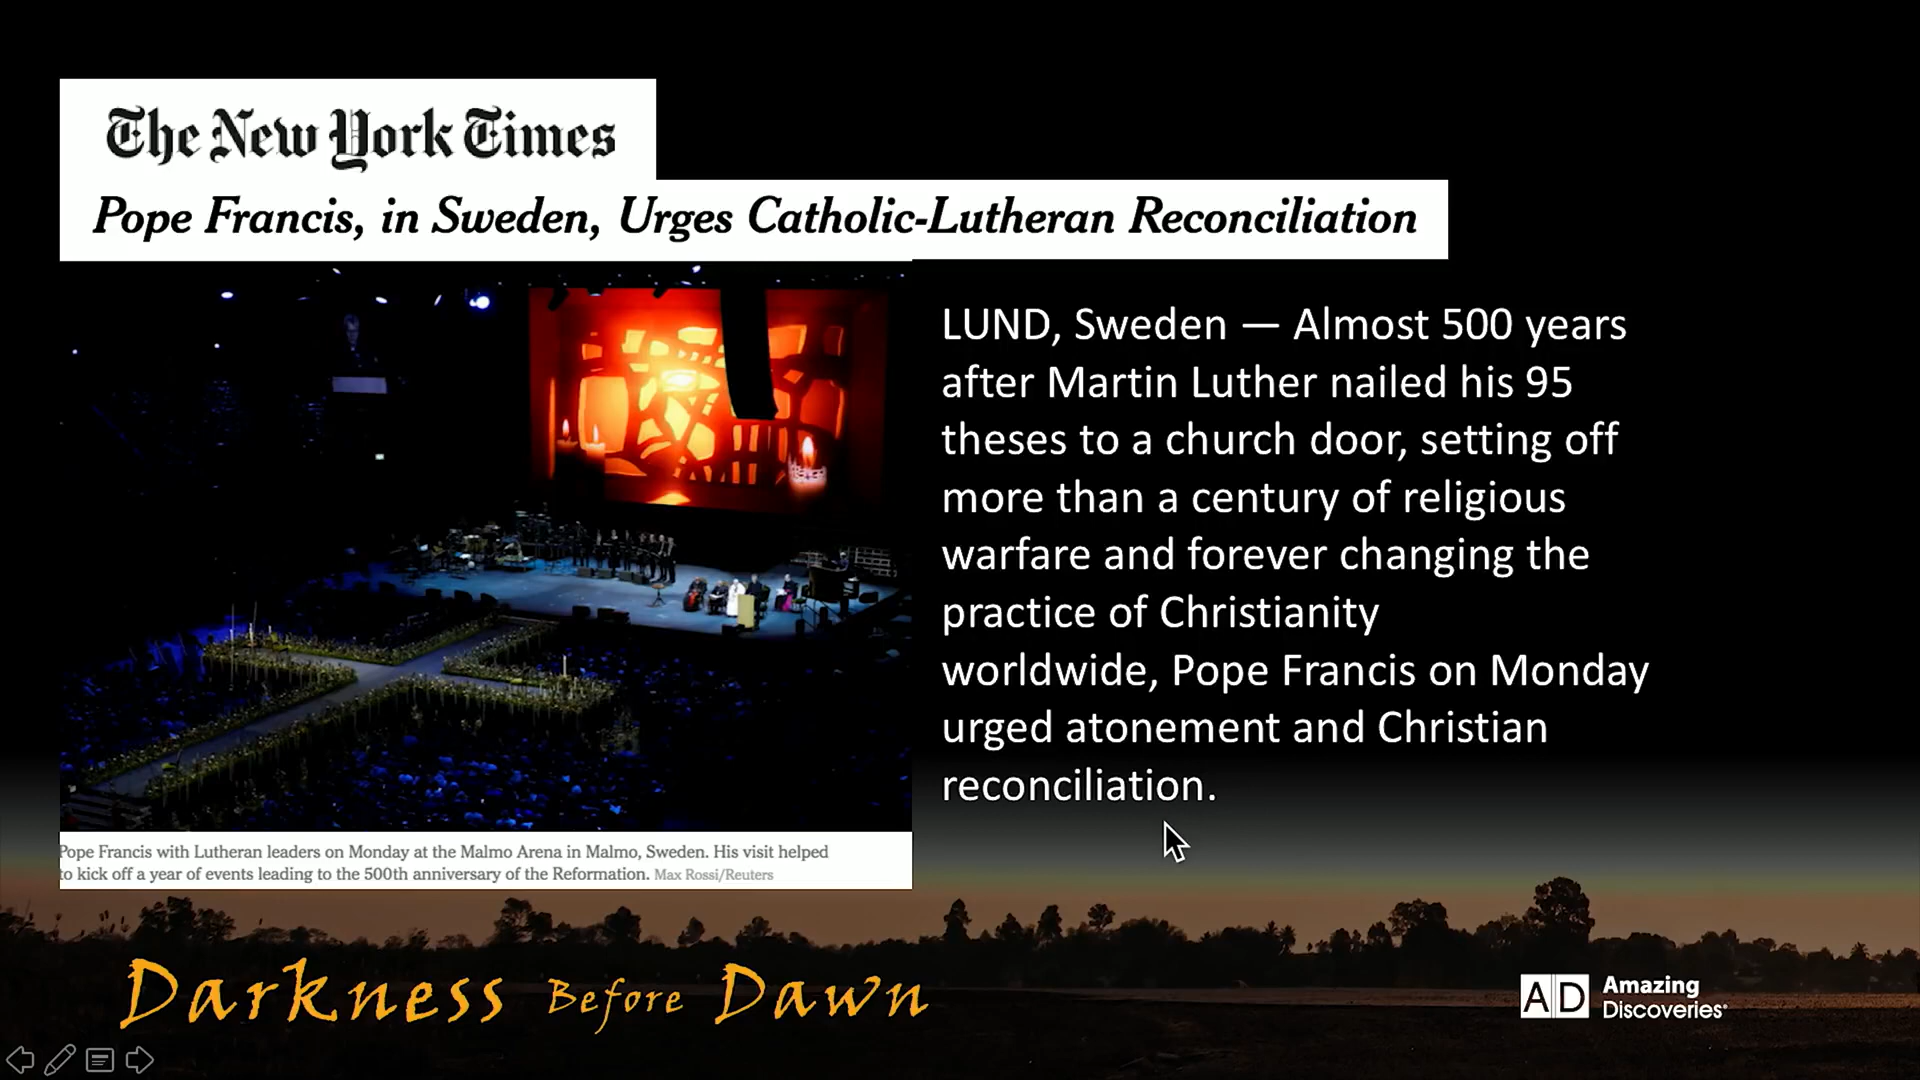 The New York Times
Pope Francis, in Sweden, Urges Catholic-Lutheran Reconciliation
LUND, Sweden — Almost 500 years
after Martin Luther nailed his 95
theses to a church door, setting off
more than a century of religious
warfare and forever changing the
practice of Christianity
worldwide, Pope Francis on Monday
urged atonement and Christian
reconciliation.
Pope Francis with Lutheran leaders on Monday at the Malmo Arena in Malmo, Sweden. His visit helped
to kick off a year of events leading to the 500th anniversary of the Reformation. Max Rossi/Reuters
Darkness Before Dawn
AD Amazing
Discoveries®